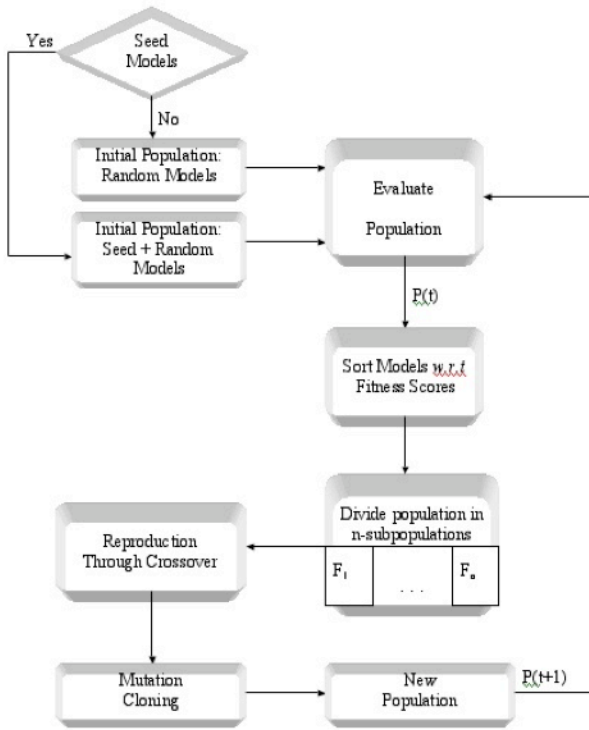 Yes
Seed
Models
No
Initial Population:
Random Models
Initial Population:
Seed + Random
Models
Evaluate
Population
P(t)
Sort Models w.r.t
Fitness Scores
Divide population in
n-subpopulations
F₁
. . .
Fₙ
Reproduction
Through Crossover
Mutation
Cloning
New
Population
P(t+1)